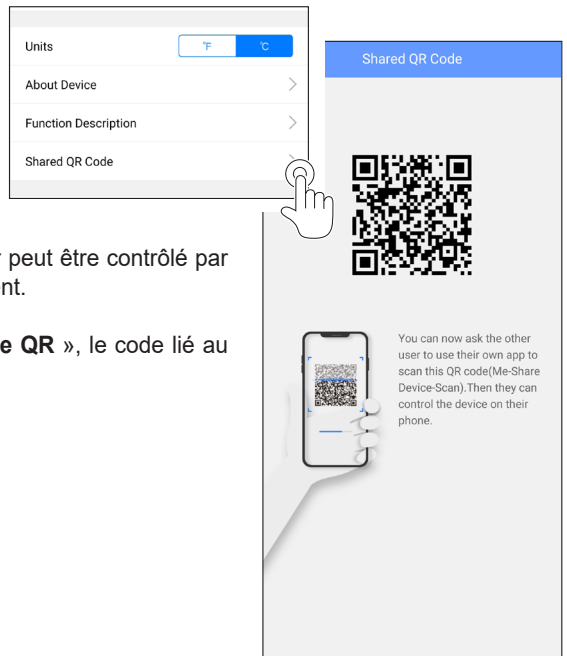 Units
°F
°C
About Device
Function Description
Shared QR Code
Shared QR Code
peut être contrôlé par
QR », le code lié au
You can now ask the other
user to use their own app to
scan this QR code(Me-Share
Device-Scan).Then they can
control the device on their
phone.